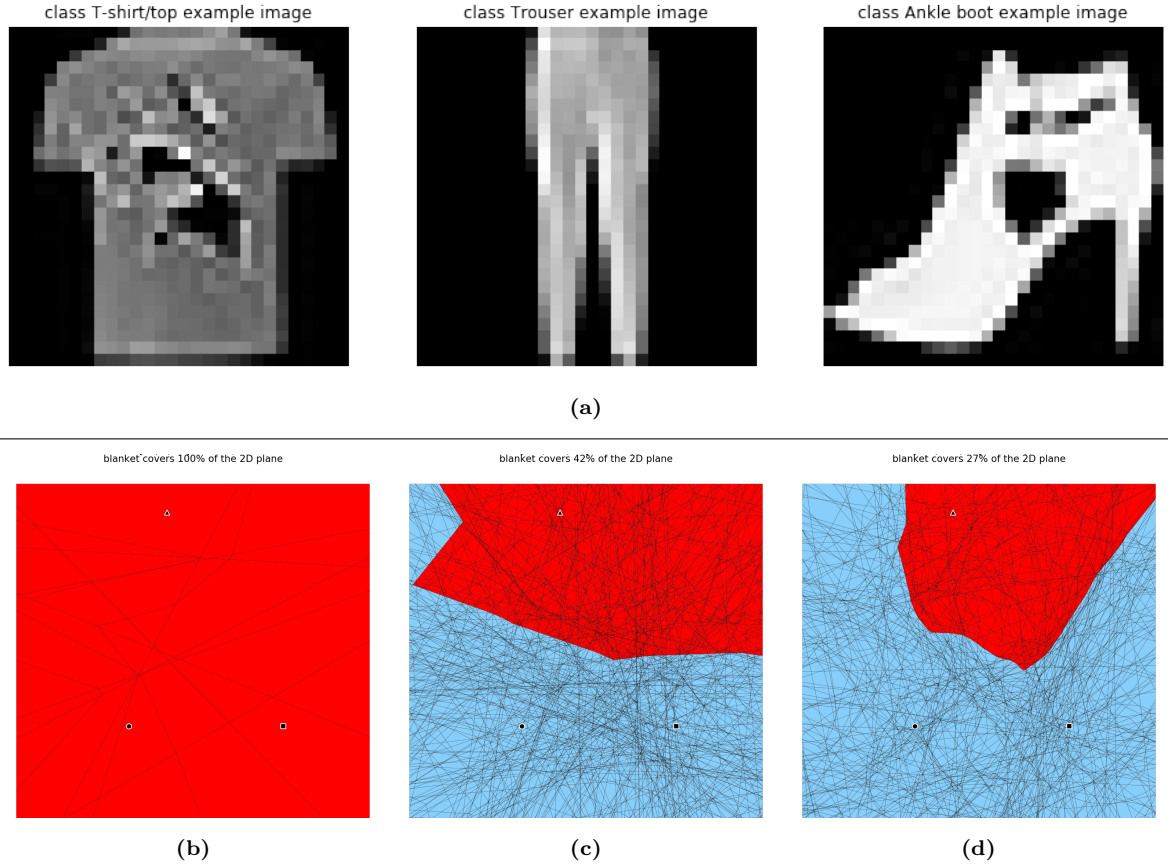 class T-shirt/top example image
class Trouser example image
class Ankle boot example image
(a)
blanket covers 100% of the 2D plane
blanket covers 42% of the 2D plane
blanket covers 27% of the 2D plane
(b)
(c)
(d)